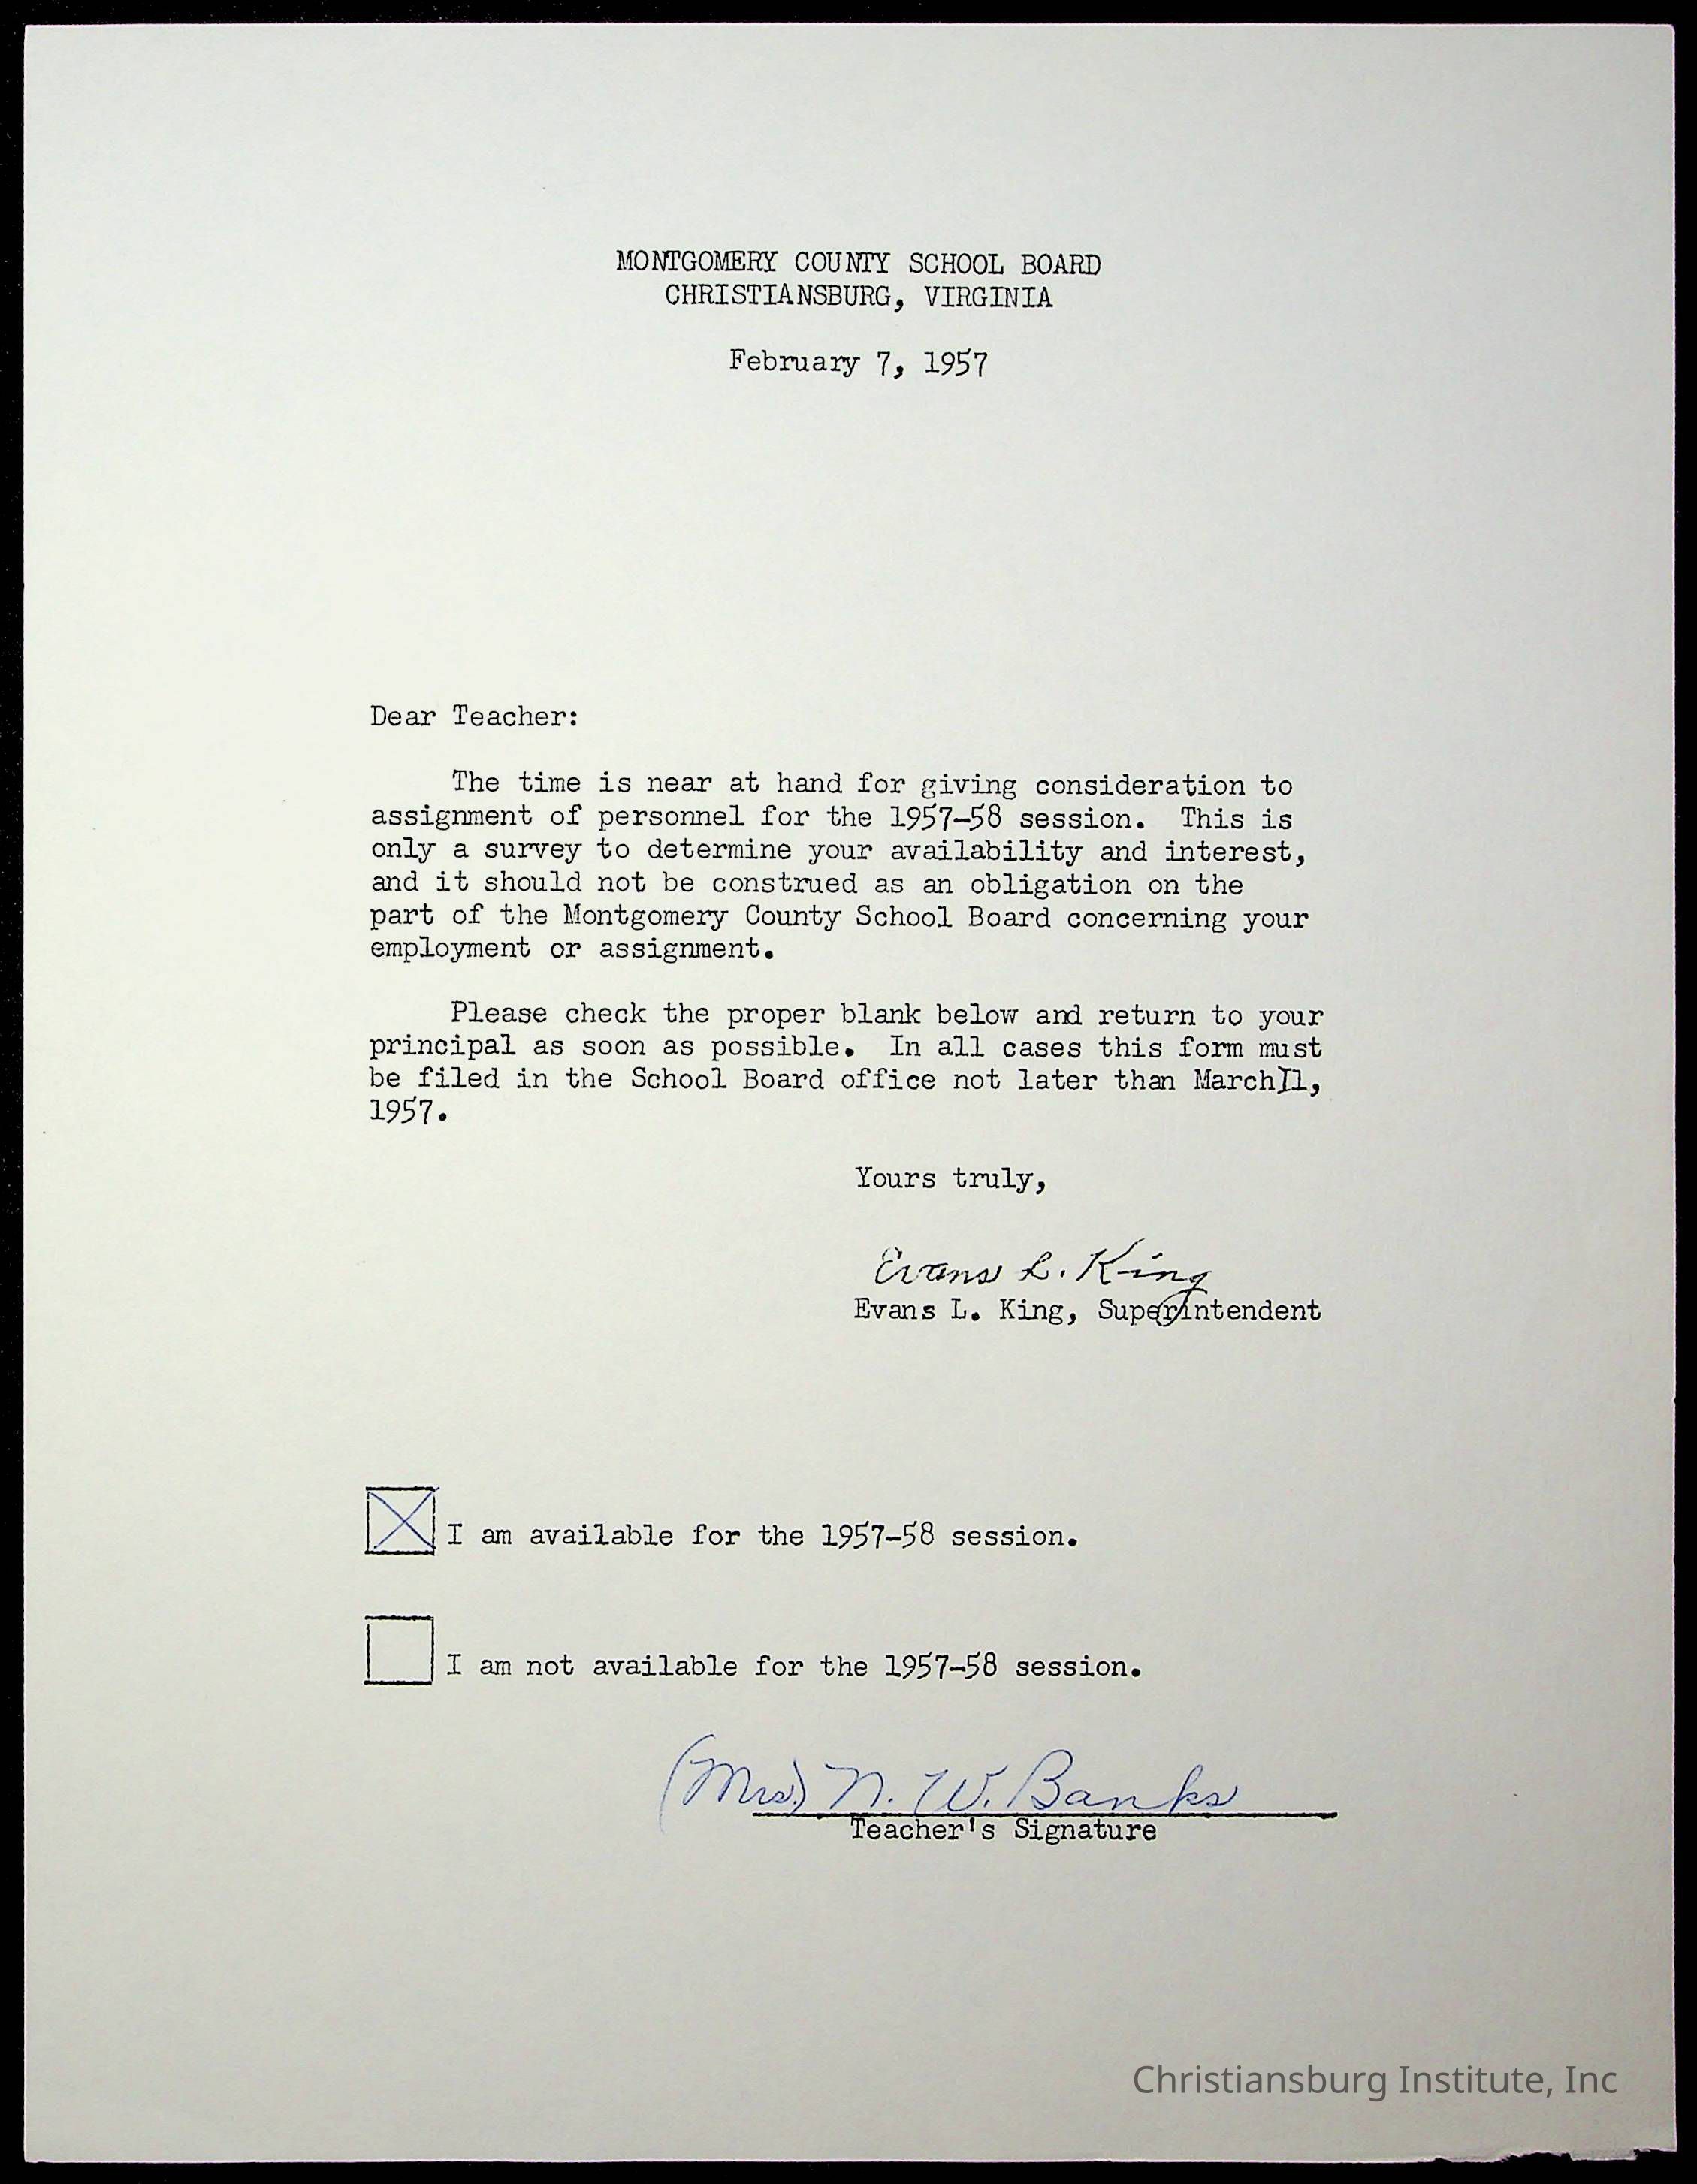 MONTGOMERY COUNTY SCHOOL BOARD
CHRISTIANSBURG, VIRGINIA
February 7, 1957
Dear Teacher:
The time is near at hand for giving consideration to
assignment of personnel for the 1957-58 session. This is
only a survey to determine your availability and interest,
and it should not be construed as an obligation on the
part of the Montgomery County School Board concerning your
employment or assignment.
Please check the proper blank below and return to your
principal as soon as possible. In all cases this form must
be filed in the School Board office not later than March 11,
1957.
Yours truly,
Evans L. King
Evans L. King, Superintendent
I am available for the 1957-58 session.
I am not available for the 1957-58 session.
(Mrs.) N. W. Banks
Teacher's Signature
Christiansburg Institute, Inc